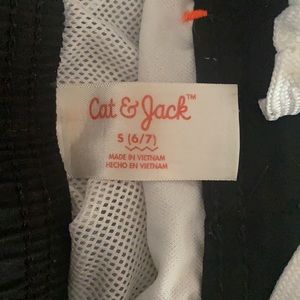 Cat & Jack™
S (6/7)
MADE IN VIETNAM
HECHO EN VIETNAM